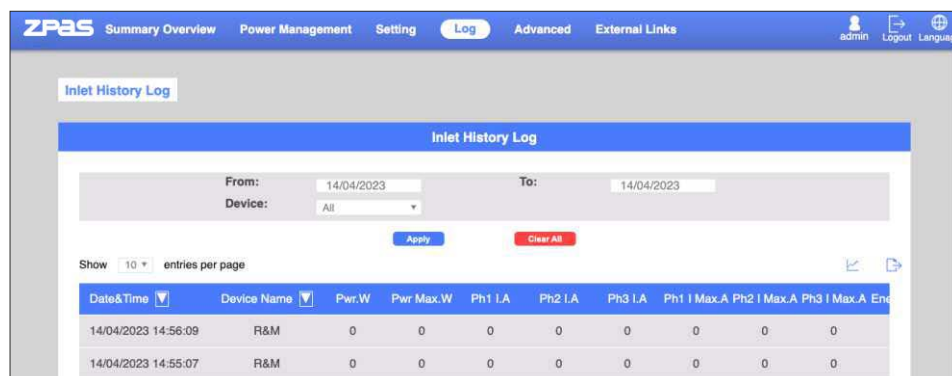 ZPAS Summary Overview Power Management Setting Log Advanced External Links admin Logout Languag
Inlet History Log
Inlet History Log
From: 14/04/2023 To: 14/04/2023
Device: All
Apply Clear All
Show 10 entries per page
Date&Time Device Name Pwr.W Pwr Max.W Ph1 I.A Ph2 I.A Ph3 I.A Ph1 I Max.A Ph2 I Max.A Ph3 I Max.A Ene
14/04/2023 14:56:09 R&M 0 0 0 0 0 0 0 0
14/04/2023 14:55:07 R&M 0 0 0 0 0 0 0 0